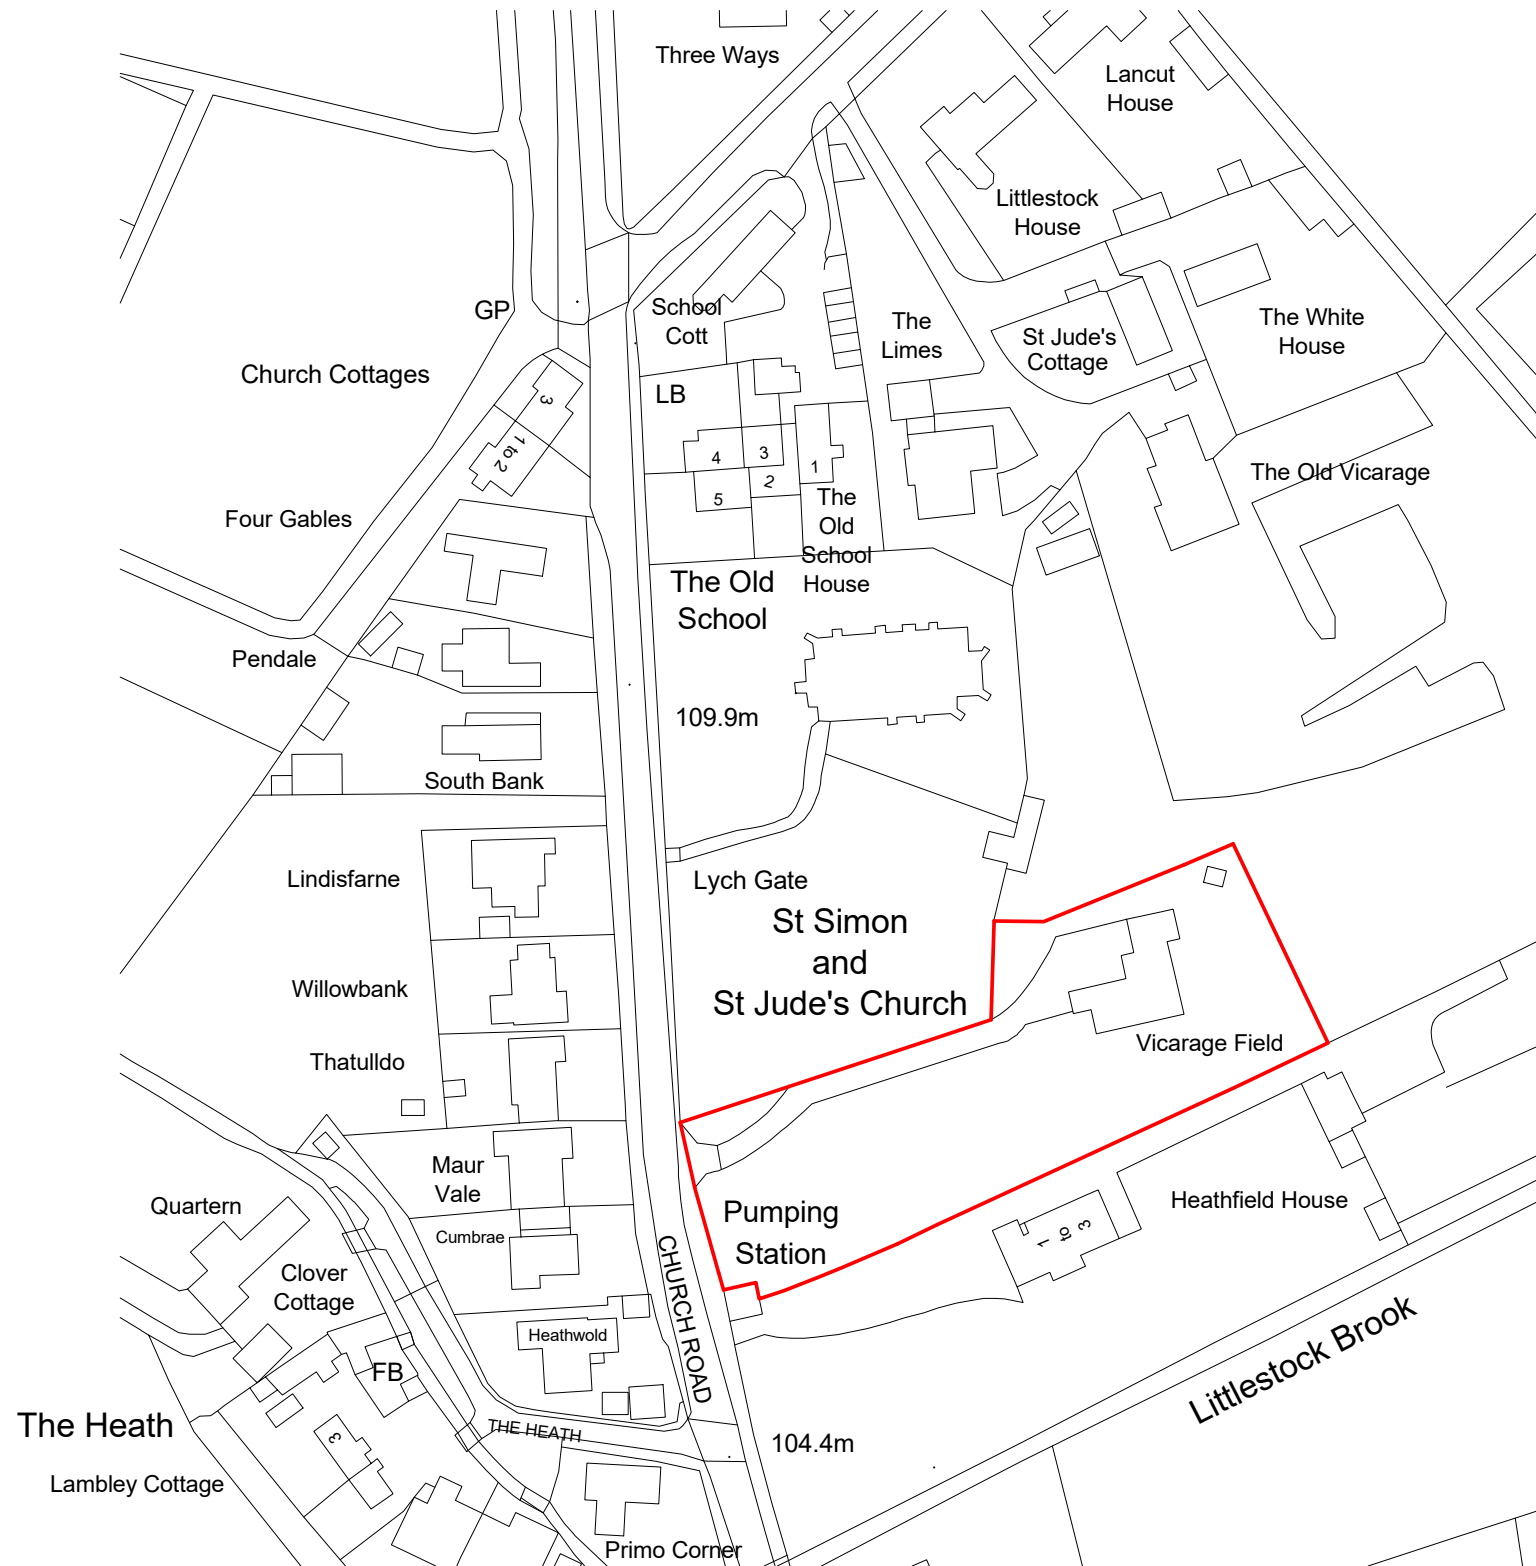 Three Ways
Lancut
House
Littlestock
House
GP
School
Cott
The
Limes
St Jude's
Cottage
The White
House
Church Cottages
LB
3
1 to 2
4
3
1
2
5
The Old Vicarage
The
Old
School
House
Four Gables
The Old
School
Pendale
109.9m
South Bank
Lindisfarne
Lych Gate
St Simon
and
St Jude's Church
Willowbank
Vicarage Field
Thatulldo
Maur
Vale
Quartern
Heathfield House
Pumping
Station
1
to
3
Cumbrae
Clover
Cottage
CHURCH ROAD
Heathwold
Littlestock Brook
FB
The Heath
THE HEATH
3
104.4m
Lambley Cottage
Primo Corner